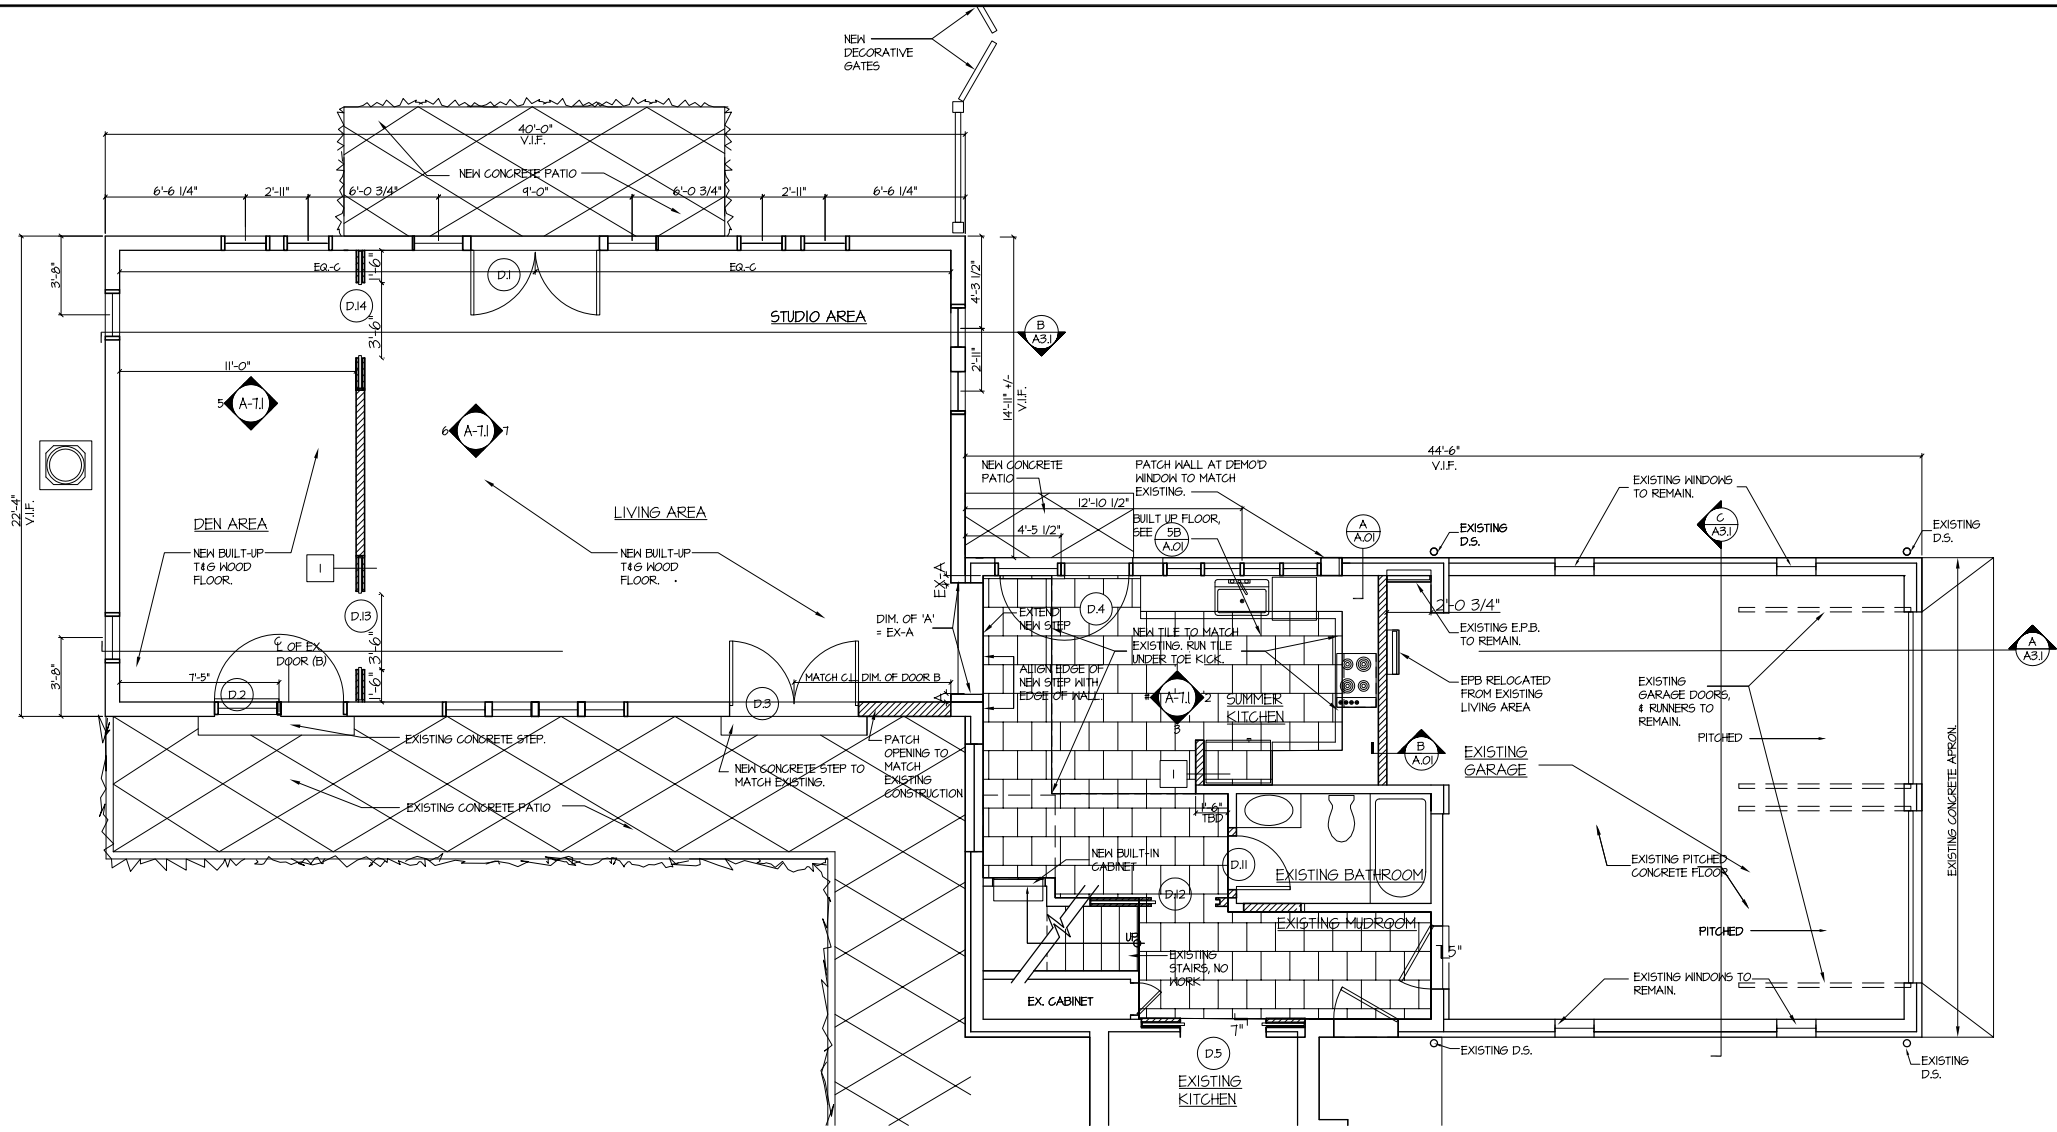 NEW
DECORATIVE
GATES
40'-0"
V.I.F.
NEW CONCRETE PATIO
6'-6 1/4"
2'-11"
6'-0 3/4"
9'-0"
6'-0 3/4"
2'-11"
6'-6 1/4"
3'-8"
EQ.-C
1'-6"
D.1
EQ.-C
4'-3 1/2"
D.14
3'-6"
STUDIO AREA
B
A3.1
11'-0"
2'-11"
14'-11" +/-
V.I.F.
5
A-7.1
6
A-7.1
7
22'-4"
V.I.F.
DEN AREA
LIVING AREA
NEW BUILT-UP
T&G WOOD
FLOOR.
1
NEW BUILT-UP
T&G WOOD
FLOOR.
D.13
3'-6"
1'-6"
3'-8"
℄ OF EX.
DOOR (B)
7'-5"
D.2
MATCH C.L. DIM. OF DOOR B
D.3
EX-A
DIM. OF 'A'
= EX-A
A
EXISTING CONCRETE STEP.
NEW CONCRETE STEP TO
MATCH EXISTING.
PATCH
OPENING TO
MATCH
EXISTING
CONSTRUCTION
EXISTING CONCRETE PATIO
44'-6"
V.I.F.
NEW CONCRETE
PATIO
PATCH WALL AT DEMO'D
WINDOW TO MATCH
EXISTING.
12'-10 1/2"
4'-5 1/2"
BUILT UP FLOOR,
SEE
5B
A.01
A
A.01
EXISTING
D.S.
EXISTING WINDOWS
TO REMAIN.
C
A3.1
EXISTING
D.S.
EXTEND
NEW STEP
D.4
NEW TILE TO MATCH
EXISTING. RUN TILE
UNDER TOE KICK.
ALIGN EDGE OF
NEW STEP WITH
EDGE OF WALL.
2'-0 3/4"
EXISTING E.P.B.
TO REMAIN.
A
A3.1
EPB RELOCATED
FROM EXISTING
LIVING AREA
EXISTING
GARAGE DOORS,
& RUNNERS TO
REMAIN.
A-7.1
2
3
SUMMER
KITCHEN
B
A.01
PITCHED
EXISTING
GARAGE
1
1'-6"
TBD
EXISTING CONCRETE APRON.
NEW BUILT-IN
CABINET
D.11
EXISTING BATHROOM
EXISTING PITCHED
CONCRETE FLOOR
D.12
EXISTING MUDROOM
PITCHED
UP
7.5"
EXISTING
STAIRS, NO
WORK
EXISTING WINDOWS TO
REMAIN.
EX. CABINET
7"
D.5
EXISTING
KITCHEN
EXISTING D.S.
EXISTING
D.S.